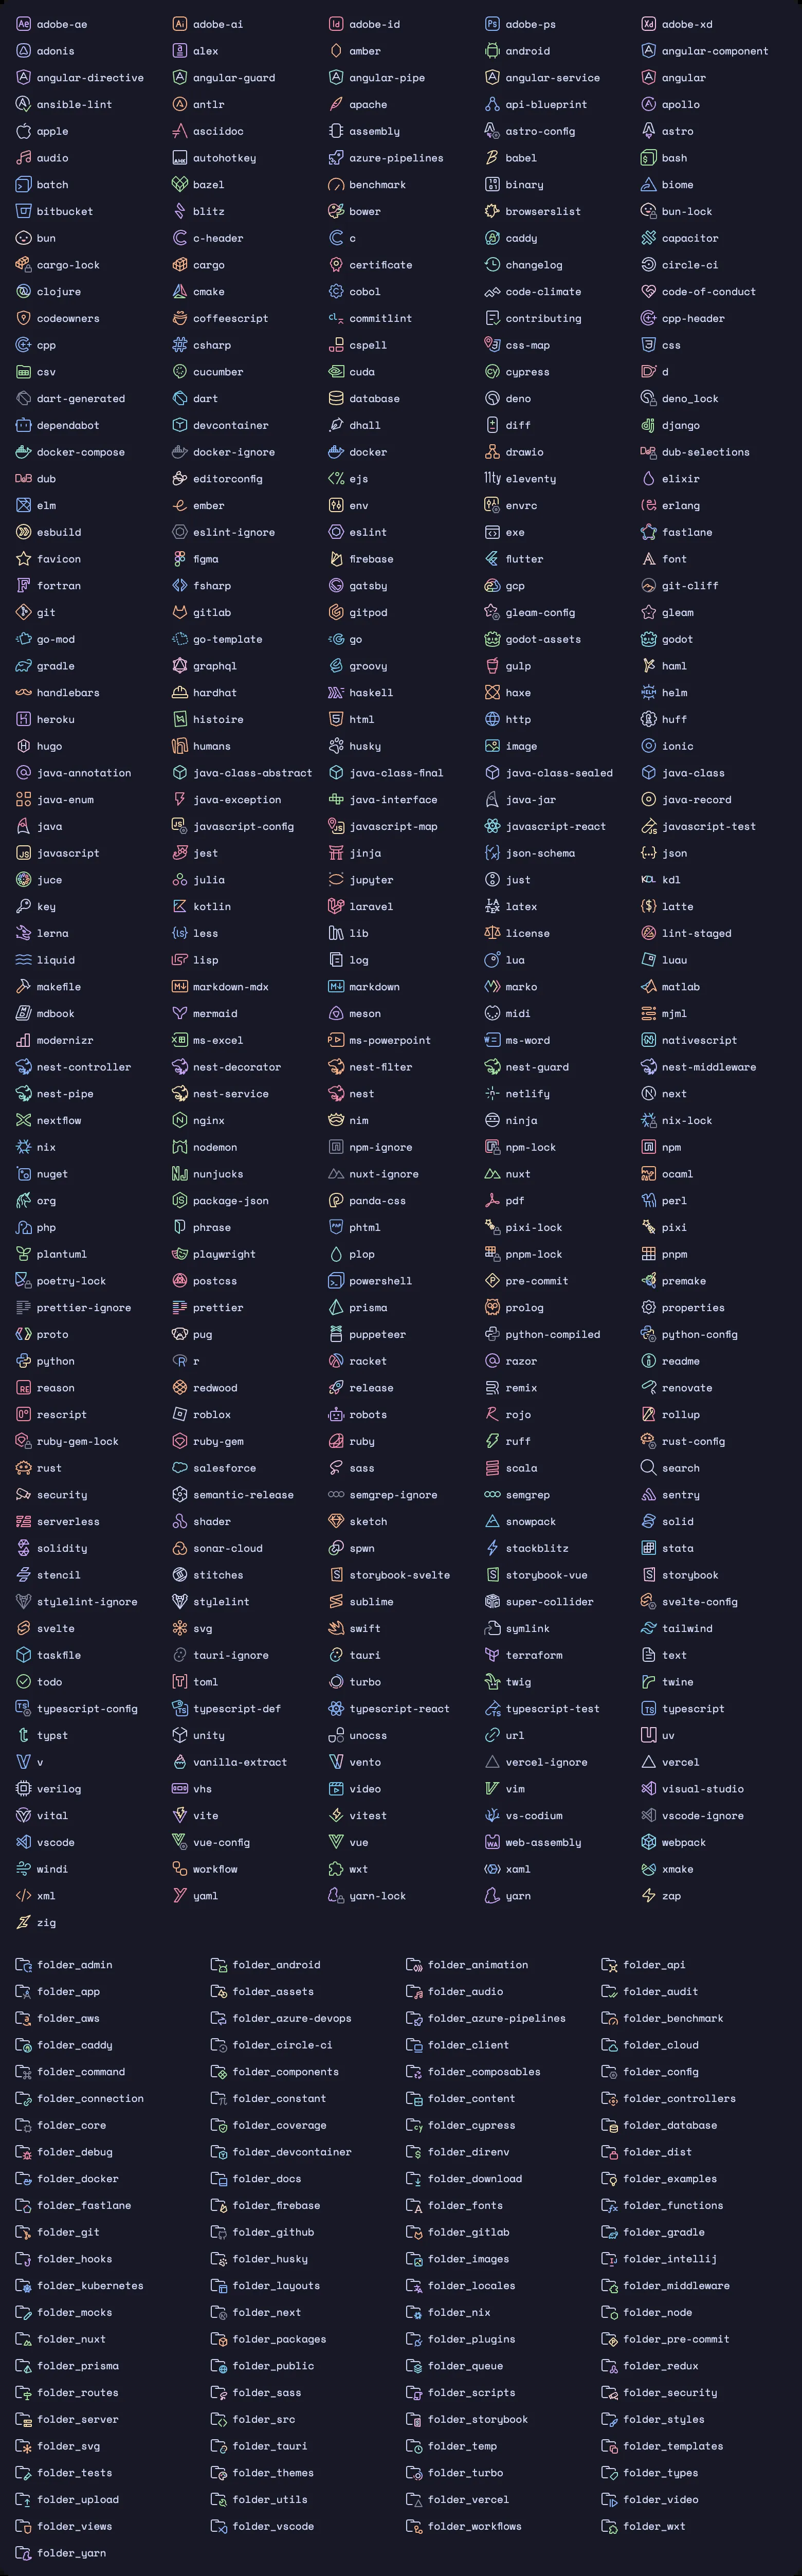 adobe-ae adobe-ai adobe-id adobe-ps adobe-xd
adonis alex amber android angular-component
angular-directive angular-guard angular-pipe angular-service angular
ansible-lint antlr apache api-blueprint apollo
apple asciidoc assembly astro-config astro
audio autohotkey azure-pipelines babel bash
batch bazel benchmark binary biome
bitbucket blitz bower browserslist bun-lock
bun c-header c caddy capacitor
cargo-lock cargo certificate changelog circle-ci
clojure cmake cobol code-climate code-of-conduct
codeowners coffeescript commitlint contributing cpp-header
cpp csharp cspell css-map css
csv cucumber cuda cypress d
dart-generated dart database deno deno_lock
dependabot devcontainer dhall diff django
docker-compose docker-ignore docker drawio dub-selections
dub editorconfig ejs eleventy elixir
elm ember env envrc erlang
esbuild eslint-ignore eslint exe fastlane
favicon figma firebase flutter font
fortran fsharp gatsby gcp git-cliff
git gitlab gitpod gleam-config gleam
go-mod go-template go godot-assets godot
gradle graphql groovy gulp haml
handlebars hardhat haskell haxe helm
heroku histoire html http huff
hugo humans husky image ionic
java-annotation java-class-abstract java-class-final java-class-sealed java-class
java-enum java-exception java-interface java-jar java-record
java javascript-config javascript-map javascript-react javascript-test
javascript jest jinja json-schema json
juce julia jupyter just kdl
key kotlin laravel latex latte
lerna less lib license lint-staged
liquid lisp log lua luau
makefile markdown-mdx markdown marko matlab
mdbook mermaid meson midi mjml
modernizr ms-excel ms-powerpoint ms-word nativescript
nest-controller nest-decorator nest-filter nest-guard nest-middleware
nest-pipe nest-service nest netlify next
nextflow nginx nim ninja nix-lock
nix nodemon npm-ignore npm-lock npm
nuget nunjucks nuxt-ignore nuxt ocaml
org package-json panda-css pdf perl
php phrase phtml pixi-lock pixi
plantuml playwright plop pnpm-lock pnpm
poetry-lock postcss powershell pre-commit premake
prettier-ignore prettier prisma prolog properties
proto pug puppeteer python-compiled python-config
python r racket razor readme
reason redwood release remix renovate
rescript roblox robots rojo rollup
ruby-gem-lock ruby-gem ruby ruff rust-config
rust salesforce sass scala search
security semantic-release semgrep-ignore semgrep sentry
serverless shader sketch snowpack solid
solidity sonar-cloud spwn stackblitz stata
stencil stitches storybook-svelte storybook-vue storybook
stylelint-ignore stylelint sublime super-collider svelte-config
svelte svg swift symlink tailwind
taskfile tauri-ignore tauri terraform text
todo toml turbo twig twine
typescript-config typescript-def typescript-react typescript-test typescript
typst unity unocss url uv
v vanilla-extract vento vercel-ignore vercel
verilog vhs video vim visual-studio
vital vite vitest vs-codium vscode-ignore
vscode vue-config vue web-assembly webpack
windi workflow wxt xaml xmake
xml yaml yarn-lock yarn zap
zig
folder_admin folder_android folder_animation folder_api
folder_app folder_assets folder_audio folder_audit
folder_aws folder_azure-devops folder_azure-pipelines folder_benchmark
folder_caddy folder_circle-ci folder_client folder_cloud
folder_command folder_components folder_composables folder_config
folder_connection folder_constant folder_content folder_controllers
folder_core folder_coverage folder_cypress folder_database
folder_debug folder_devcontainer folder_direnv folder_dist
folder_docker folder_docs folder_download folder_examples
folder_fastlane folder_firebase folder_fonts folder_functions
folder_git folder_github folder_gitlab folder_gradle
folder_hooks folder_husky folder_images folder_intellij
folder_kubernetes folder_layouts folder_locales folder_middleware
folder_mocks folder_next folder_nix folder_node
folder_nuxt folder_packages folder_plugins folder_pre-commit
folder_prisma folder_public folder_queue folder_redux
folder_routes folder_sass folder_scripts folder_security
folder_server folder_src folder_storybook folder_styles
folder_svg folder_tauri folder_temp folder_templates
folder_tests folder_themes folder_turbo folder_types
folder_upload folder_utils folder_vercel folder_video
folder_views folder_vscode folder_workflows folder_wxt
folder_yarn